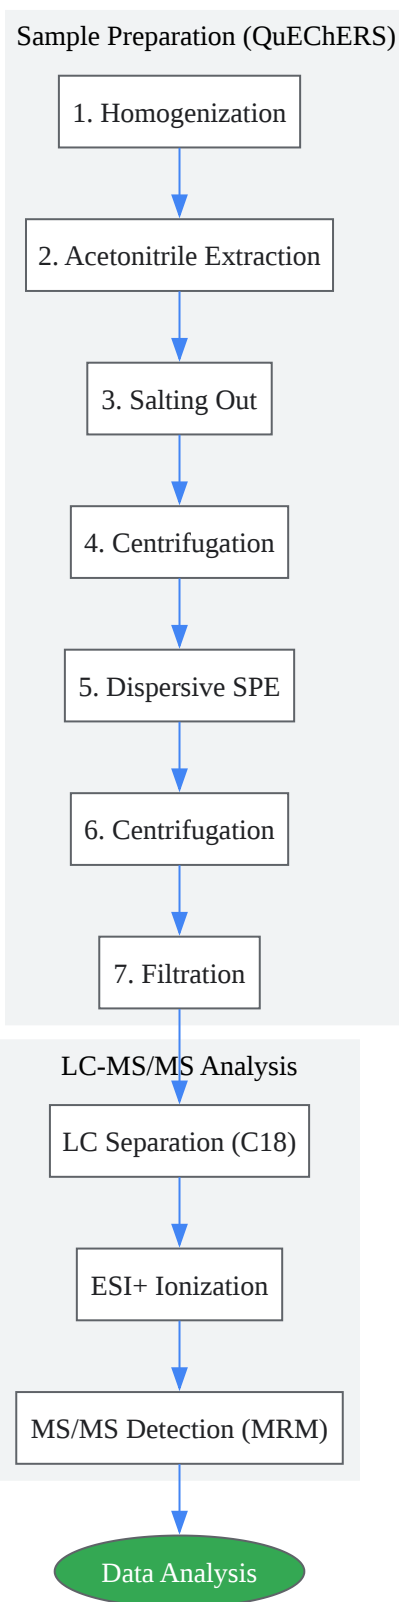 Sample Preparation (QuEChERS)
1. Homogenization
2. Acetonitrile Extraction
3. Salting Out
4. Centrifugation
5. Dispersive SPE
6. Centrifugation
7. Filtration
LC-MS/MS Analysis
LC Separation (C18)
ESI+ Ionization
MS/MS Detection (MRM)
Data Analysis